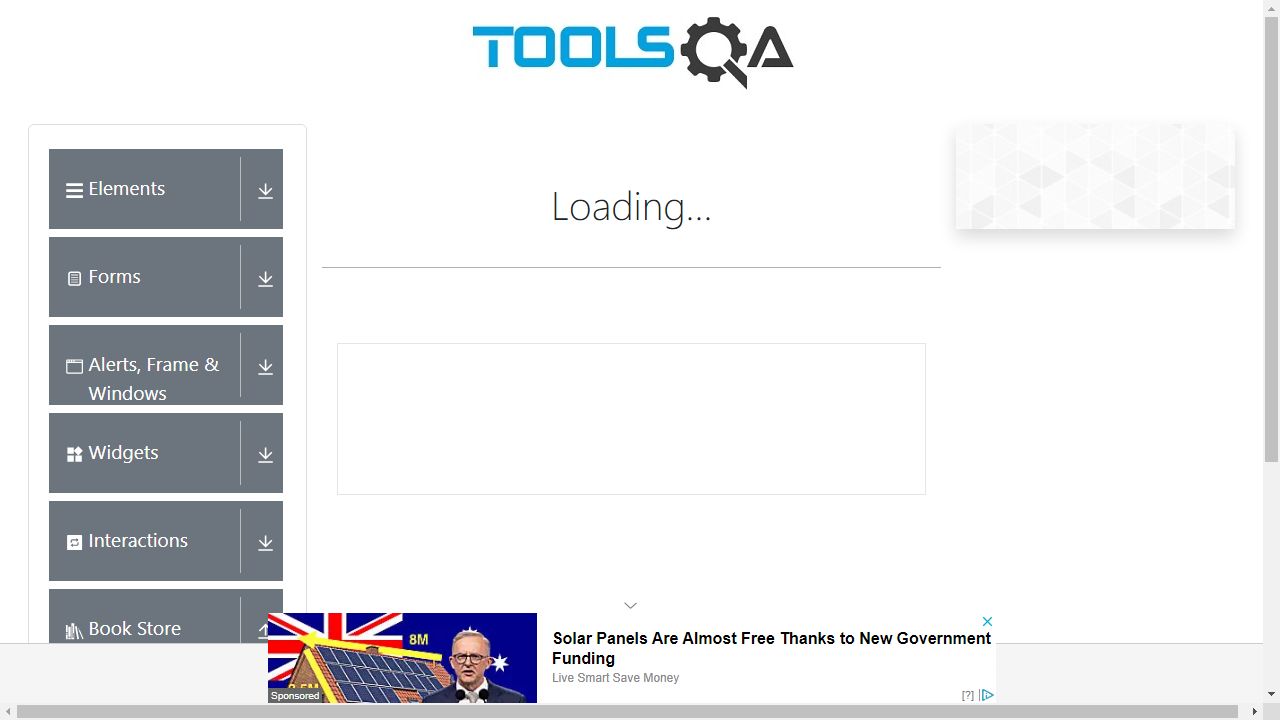 TOOLSQA
Elements
Loading...
Forms
Alerts, Frame &
Windows
Widgets
Interactions
Book Store
8M
Solar Panels Are Almost Free Thanks to New Government
Funding
Live Smart Save Money
Sponsored
[?]